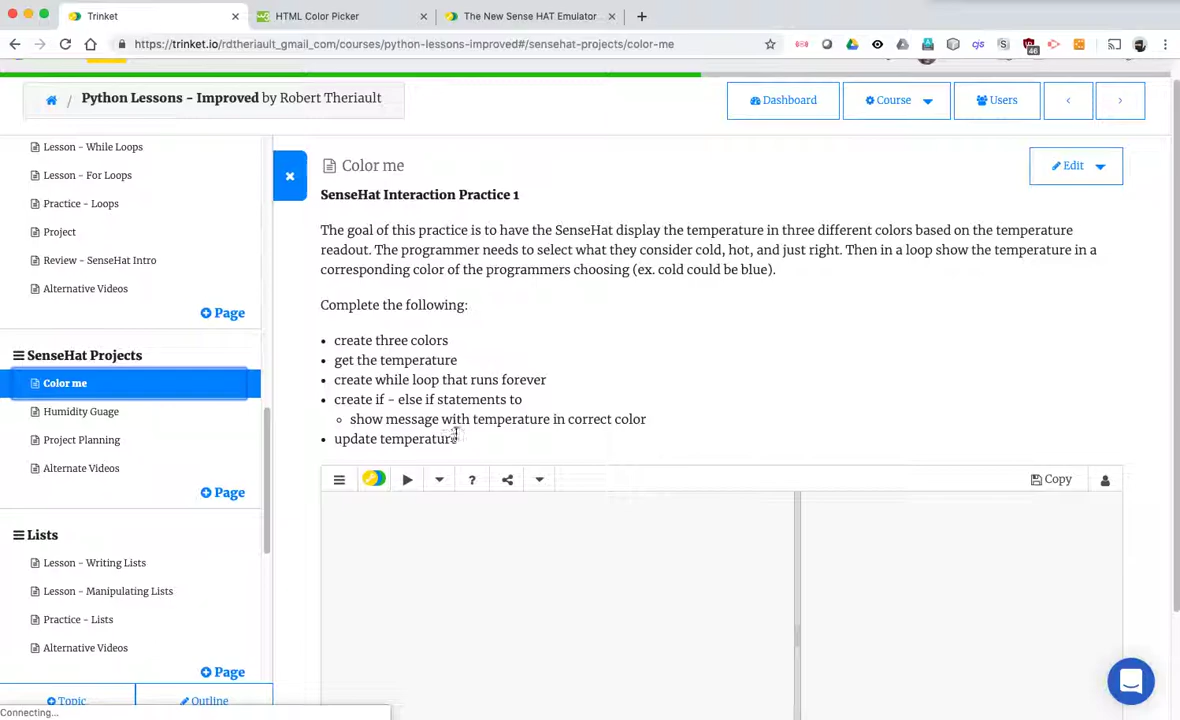 Trinket
HTML Color Picker
The New Sense HAT Emulator
https://trinket.io/rdtheriault_gmail_com/courses/python-lessons-improved#/sensehat-projects/color-me
46
/ Python Lessons - Improved by Robert Theriault
Dashboard
Course
Users
Lesson - While Loops
Lesson - For Loops
Practice - Loops
Project
Review - SenseHat Intro
Alternative Videos
Page
SenseHat Projects
Color me
Humidity Guage
Project Planning
Alternate Videos
Page
Lists
Lesson - Writing Lists
Lesson - Manipulating Lists
Practice - Lists
Alternative Videos
Page
Topic
Outline
Connecting...
Color me
Edit
SenseHat Interaction Practice 1
The goal of this practice is to have the SenseHat display the temperature in three different colors based on the temperature
readout. The programmer needs to select what they consider cold, hot, and just right. Then in a loop show the temperature in a
corresponding color of the programmers choosing (ex. cold could be blue).
Complete the following:
create three colors
get the temperature
create while loop that runs forever
create if - else if statements to
show message with temperature in correct color
update temperature
Copy